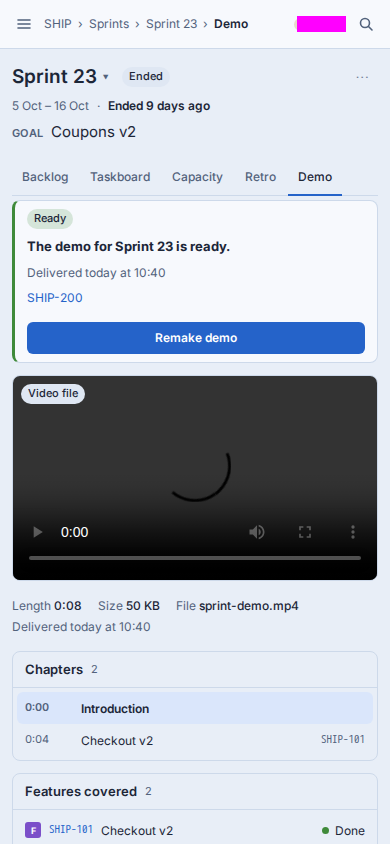 SHIP › Sprints › Sprint 23 › Demo
Sprint 23 Ended
5 Oct – 16 Oct · Ended 9 days ago
GOAL Coupons v2
Backlog Taskboard Capacity Retro Demo
Ready
The demo for Sprint 23 is ready.
Delivered today at 10:40
SHIP-200
Remake demo
Video file
0:00
Length 0:08 Size 50 KB File sprint-demo.mp4
Delivered today at 10:40
Chapters 2
0:00 Introduction
0:04 Checkout v2 SHIP-101
Features covered 2
F SHIP-101 Checkout v2 Done